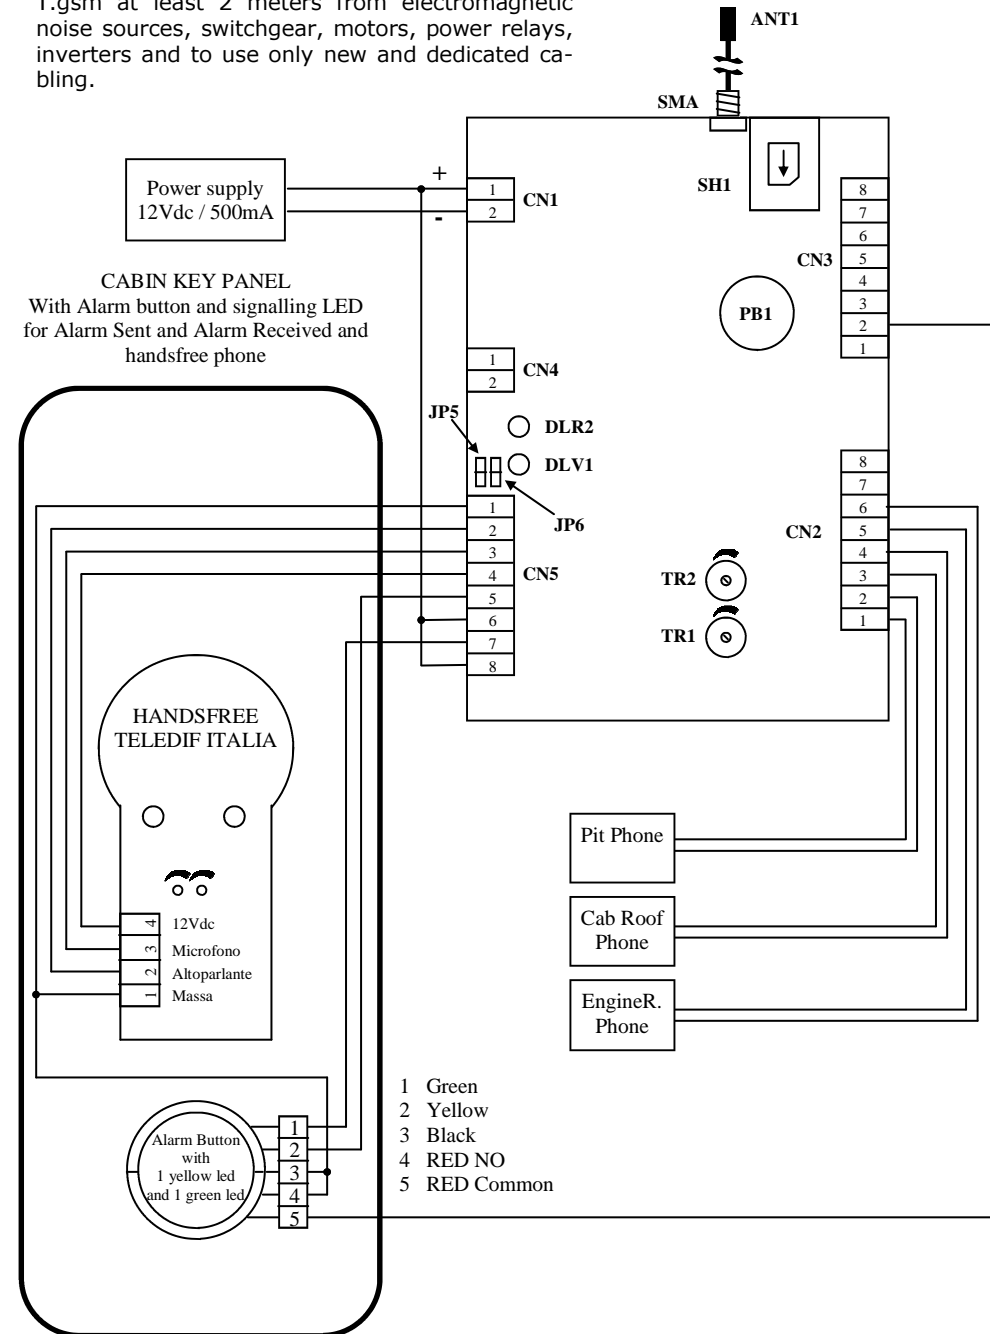 T.gsm at least 2 meters from electromagnetic
noise sources, switchgear, motors, power relays,
inverters and to use only new and dedicated ca-
bling.
ANT1
SMA
Power supply
12Vdc / 500mA
+
-
1
2
CN1
SH1
8
7
6
5
4
3
2
1
CN3
PB1
CABIN KEY PANEL
With Alarm button and signalling LED
for Alarm Sent and Alarm Received and
handsfree phone
1
2
CN4
JP5
DLR2
DLV1
JP6
1
2
3
4
5
6
7
8
CN5
8
7
6
5
4
3
2
1
CN2
TR2
TR1
HANDSFREE
TELEDIF ITALIA
4 12Vdc
3 Microfono
2 Altoparlante
1 Massa
Pit Phone
Cab Roof
Phone
EngineR.
Phone
1 Green
2 Yellow
3 Black
4 RED NO
5 RED Common
Alarm Button
with
1 yellow led
and 1 green led
1
2
3
4
5